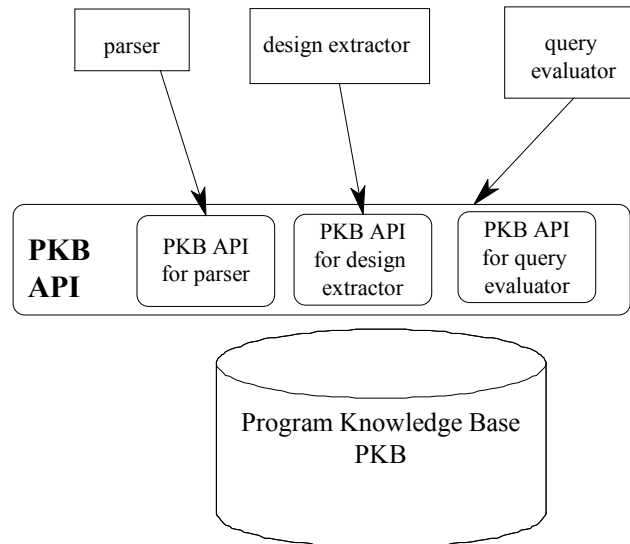 parser
design extractor
query
evaluator
PKB
API
PKB API
for parser
PKB API
for design
extractor
PKB API
for query
evaluator
Program Knowledge Base
PKB